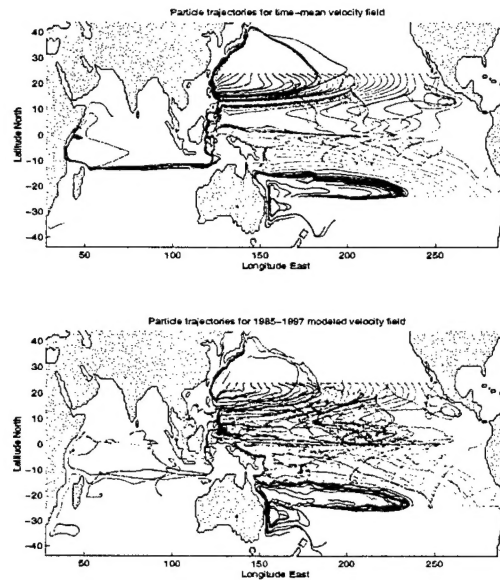 Particle trajectories for time-mean velocity field
40
30
20
10
0
-10
-20
-30
-40
Latitude North
50 100 150 200 250
Longitude East
Particle trajectories for 1985-1997 modeled velocity field
40
30
20
10
0
-10
-20
-30
-40
Latitude North
50 100 150 200 250
Longitude East